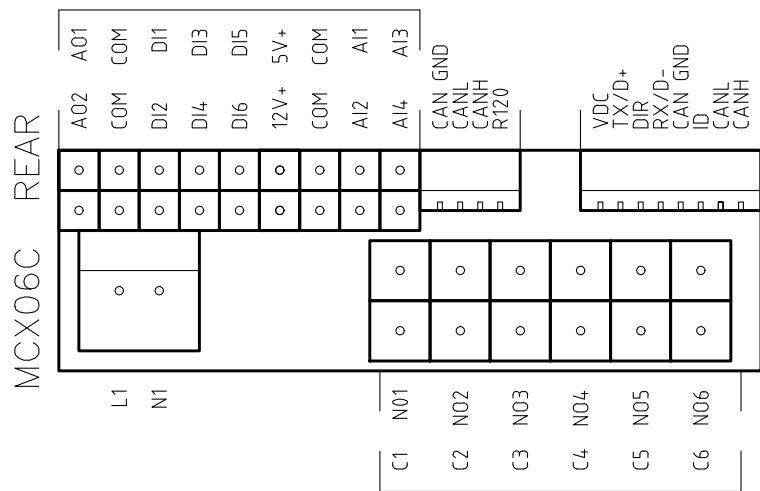 AO1 COM DI1 DI3 DI5 5V+ COM AI1 AI3
AO2 COM DI2 DI4 DI6 12V+ COM AI2 AI4
CAN GND
CANL
CANH
R120
VDC
TX/D+
DIR
RX/D-
CAN GND
ID
CANL
CANH
MCX06C REAR
L1 N1
NO1 NO2 NO3 NO4 NO5 NO6
C1 C2 C3 C4 C5 C6